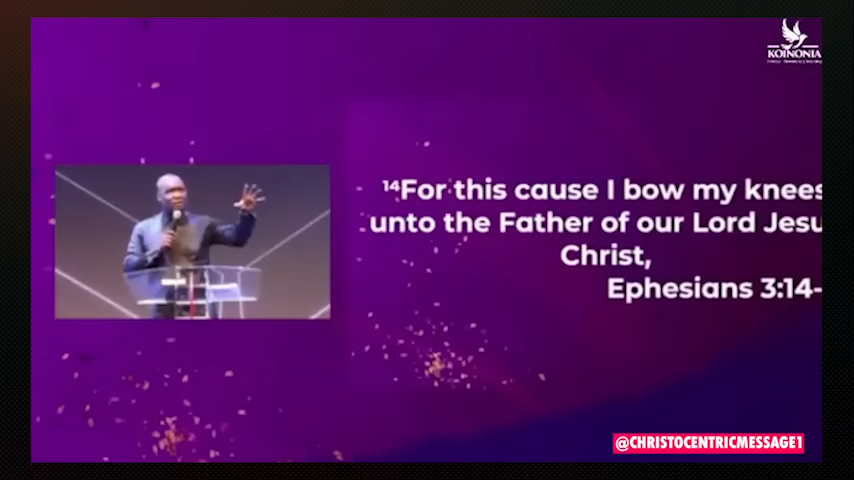 KOINONIA
¹⁴For this cause I bow my knees
unto the Father of our Lord Jesu
Christ,
Ephesians 3:14-
@CHRISTOCENTRICMESSAGE1